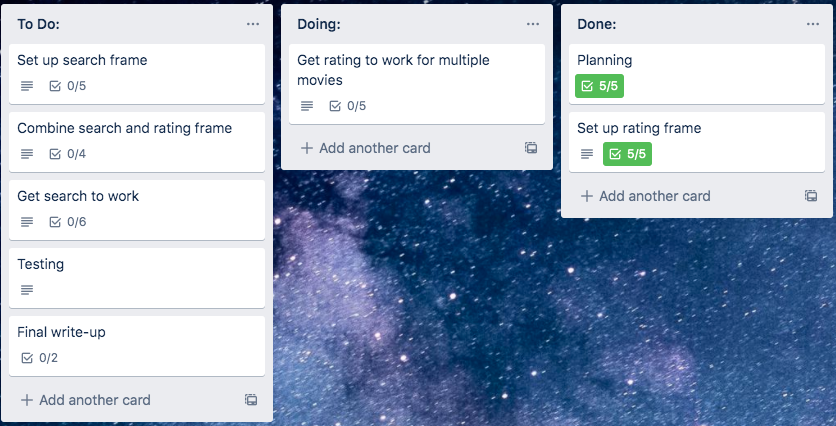 To Do:
Set up search frame
0/5
Combine search and rating frame
0/4
Get search to work
0/6
Testing
Final write-up
0/2
Add another card
Doing:
Get rating to work for multiple
movies
0/5
Add another card
Done:
Planning
5/5
Set up rating frame
5/5
Add another card